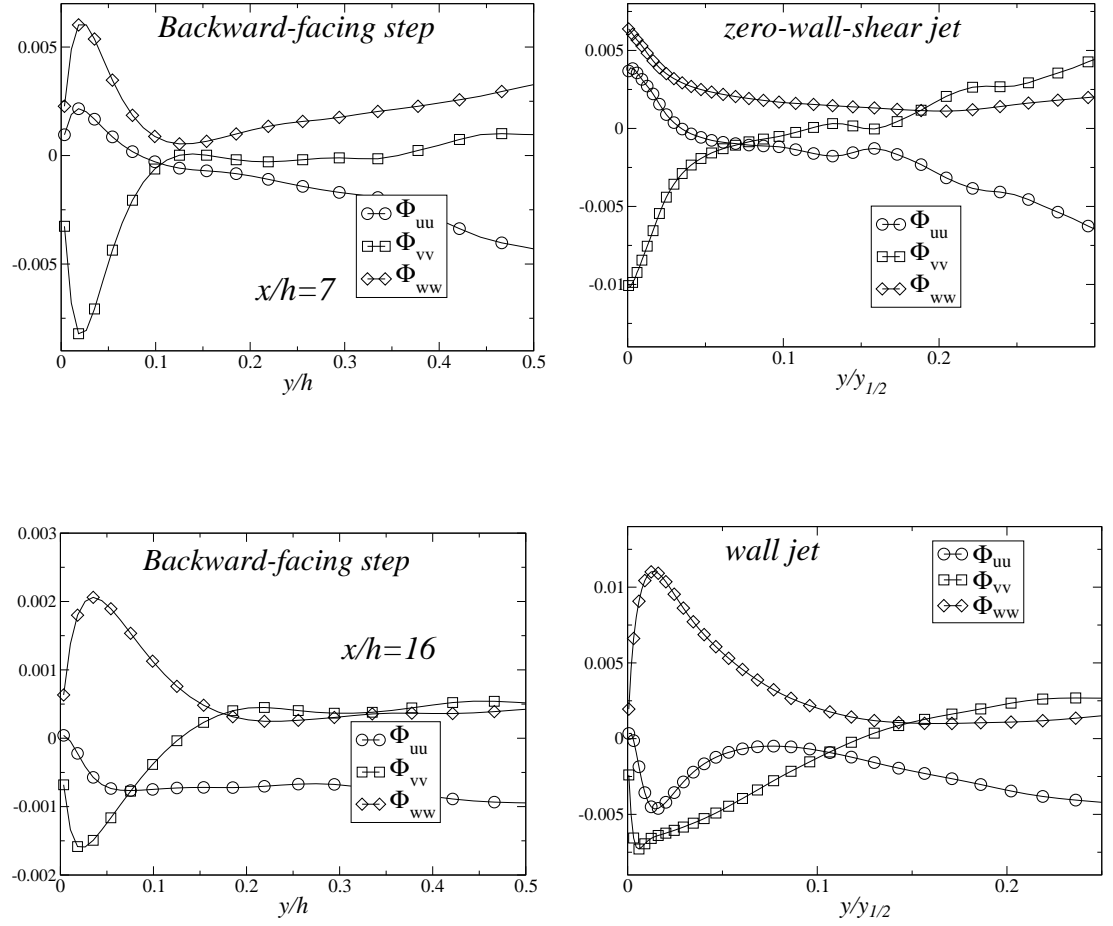 Backward-facing step
0.005
0
-0.005
Φuu
Φvv
Φww
x/h=7
0 0.1 0.2 0.3 0.4 0.5
y/h
zero-wall-shear jet
0.005
0
-0.005
-0.01
Φuu
Φvv
Φww
0 0.1 0.2
y/y1/2
Backward-facing step
0.003
0.002
0.001
0
-0.001
-0.002
x/h=16
Φuu
Φvv
Φww
0 0.1 0.2 0.3 0.4 0.5
y/h
wall jet
0.01
0.005
0
-0.005
Φuu
Φvv
Φww
0 0.1 0.2
y/y1/2